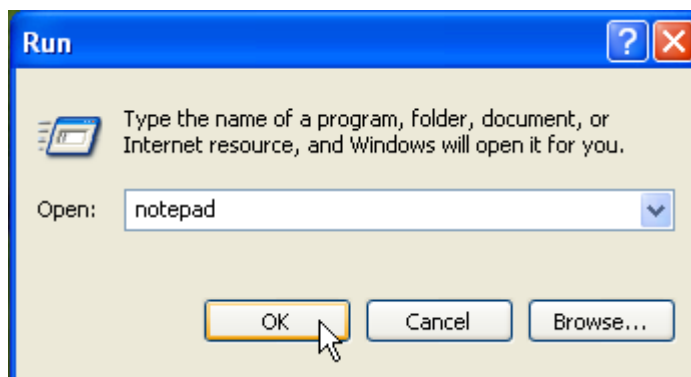 Run
Type the name of a program, folder, document, or
Internet resource, and Windows will open it for you.
Open: notepad
OK Cancel Browse...